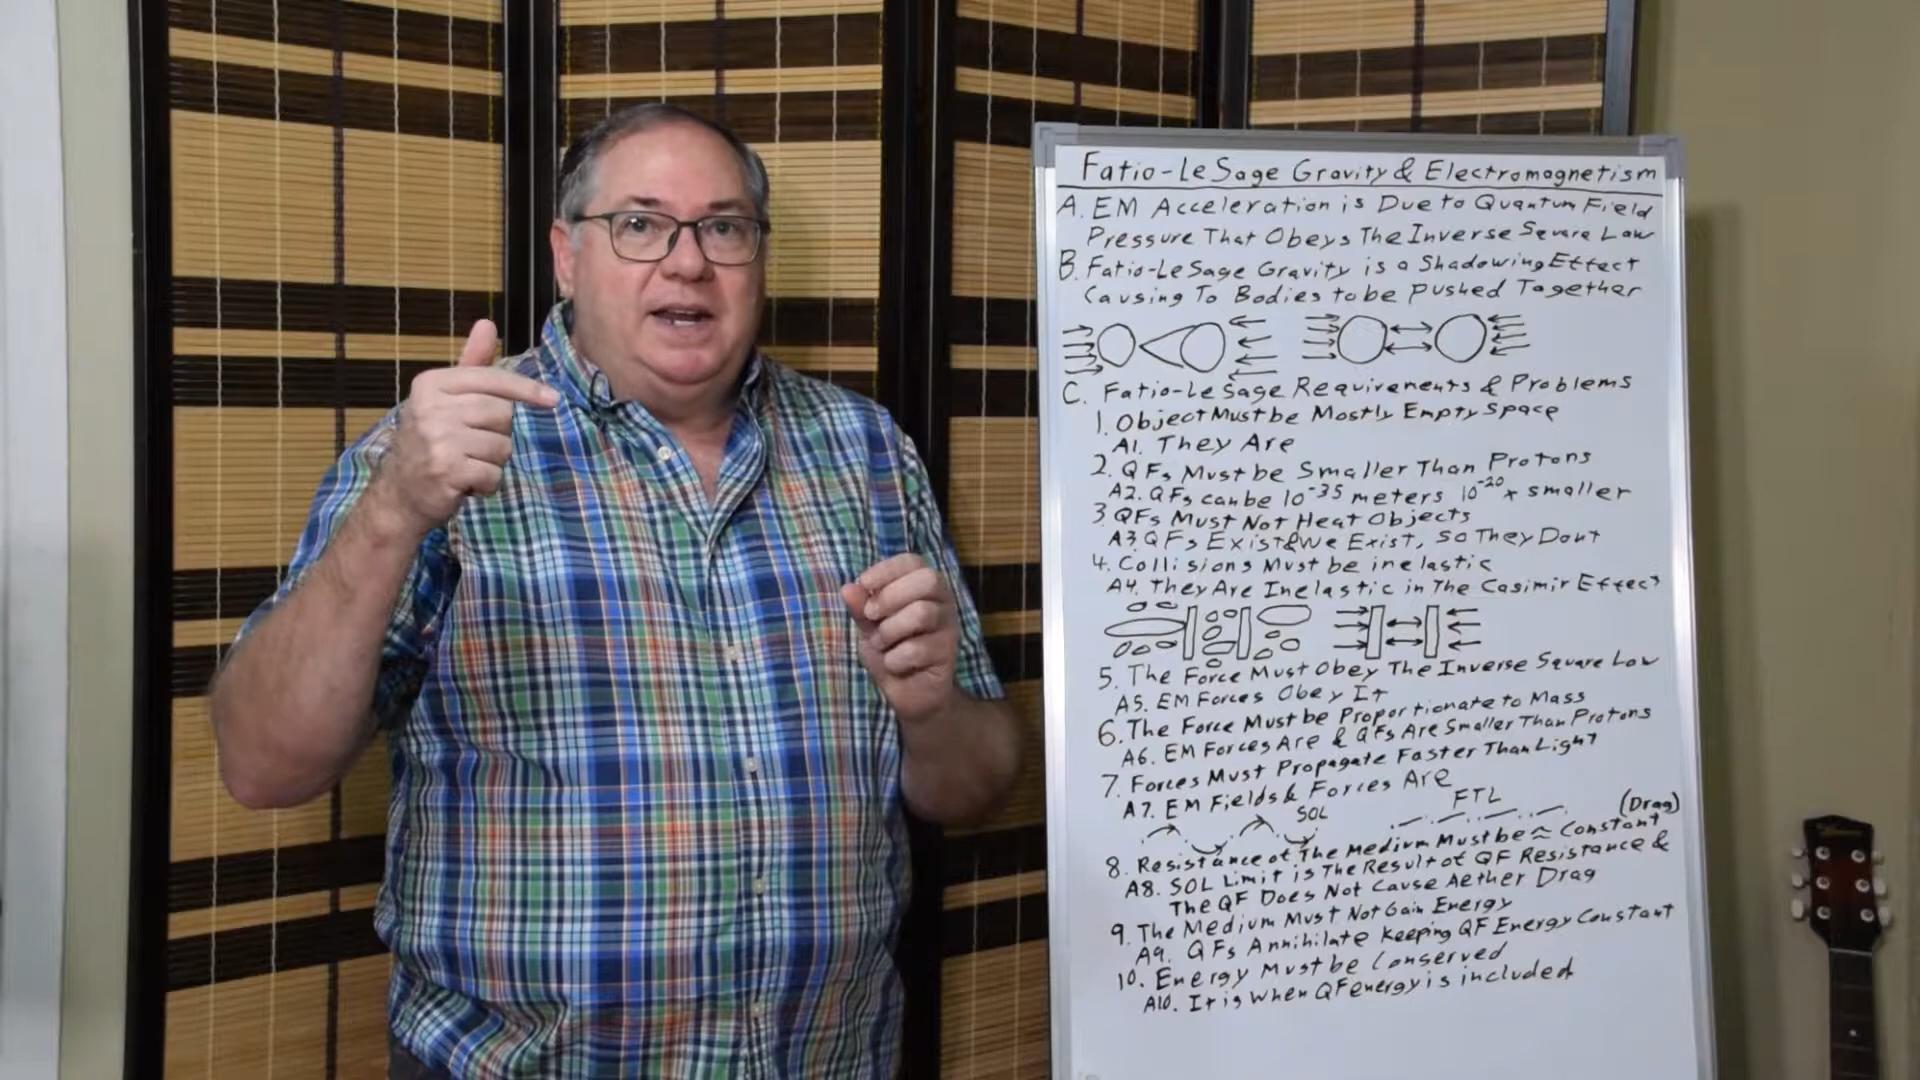 Fatio-LeSage Gravity & Electromagnetism
A. EM Acceleration is Due to Quantum Field
Pressure That Obeys The Inverse Square Law
B. Fatio-LeSage Gravity is a Shadowing Effect
Causing To Bodies to be pushed Together
C. Fatio-LeSage Requirements & Problems
1. Object Must be Mostly Empty Space
A1. They Are
2. QFs Must be Smaller Than Protons
A2. QFs can be 10^-35 meters 10^-20 x smaller
3 QFs Must Not Heat Objects
A3. QFs Exist & We Exist, So They Dont
4. Collisions Must be inelastic
A4. They Are Inelastic in The Casimir Effect
5. The Force Must Obey The Inverse Square Law
A5. EM Forces Obey It
6. The Force Must be Proportionate to Mass
A6. EM Forces Are & QFs Are Smaller Than Protons
7. Forces Must Propagate Faster Than Light
A7. EM Fields & Forces Are
SOL
FTL
(Drag)
8. Resistance of The Medium Must be ≈ Constant
A8. SOL Limit is The Result of QF Resistance &
The QF Does Not Cause Aether Drag
9. The Medium Must Not Gain Energy
A9. QFs Annihilate Keeping QF Energy Constant
10. Energy Must be Conserved
A10. It is When QF energy is included